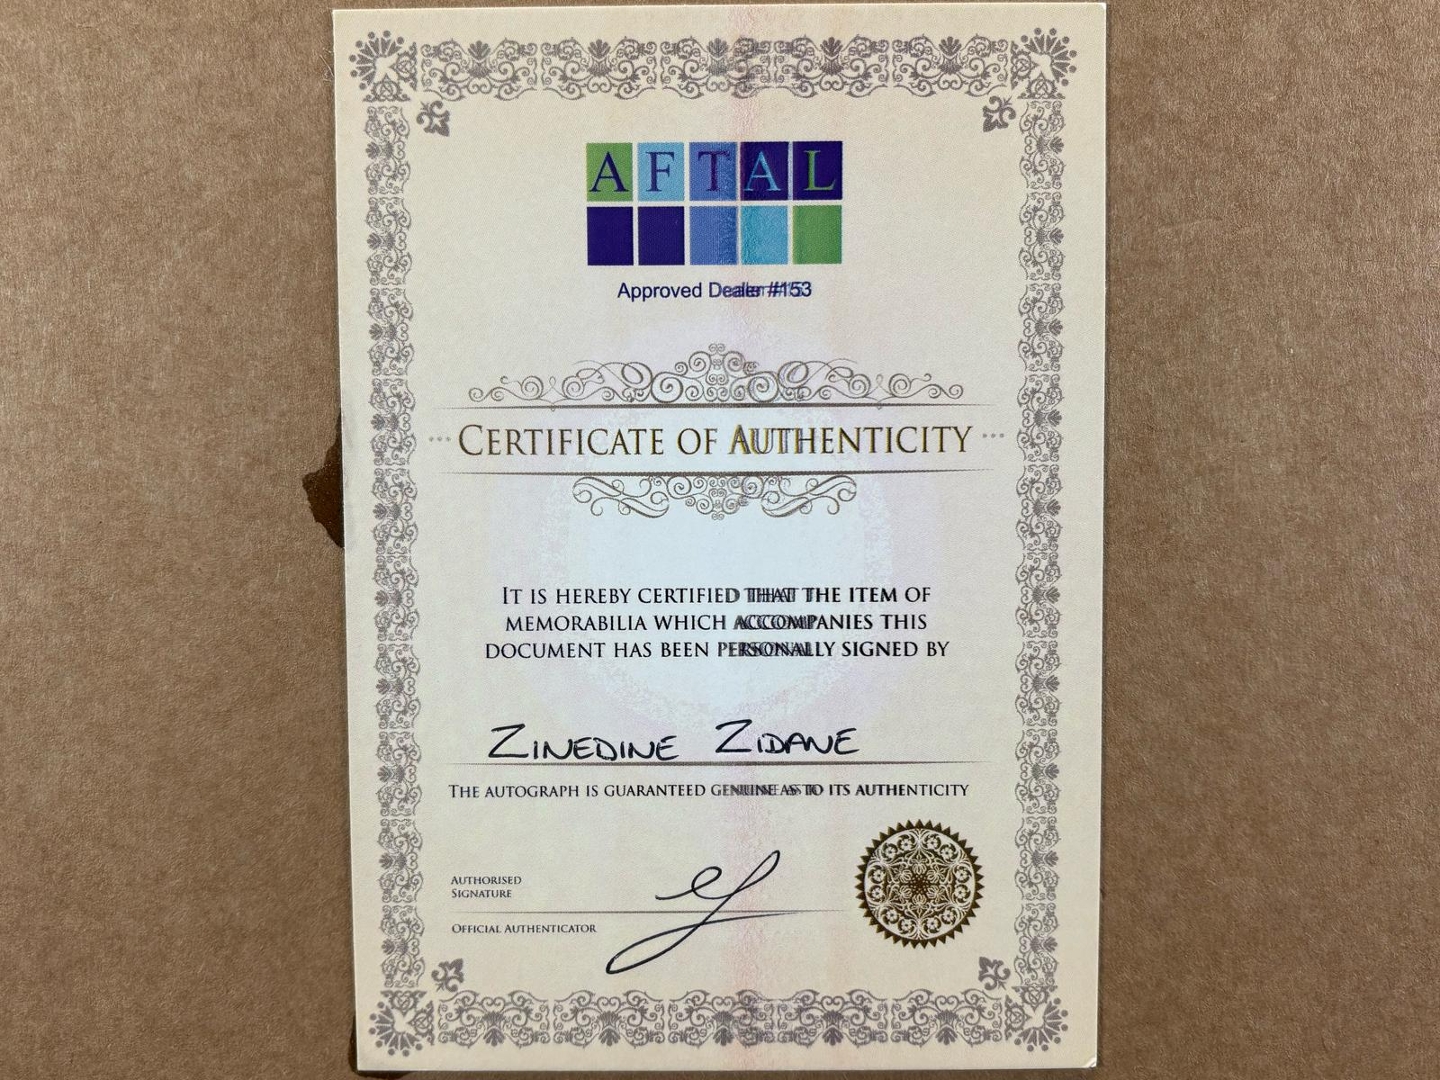 AFTAL
Approved Dealer #153
CERTIFICATE OF AUTHENTICITY
IT IS HEREBY CERTIFIED THAT THE ITEM OF
MEMORABILIA WHICH ACCOMPANIES THIS
DOCUMENT HAS BEEN PERSONALLY SIGNED BY
ZINEDINE ZIDANE
THE AUTOGRAPH IS GUARANTEED GENUINE AS TO ITS AUTHENTICITY
AUTHORISED
SIGNATURE
OFFICIAL AUTHENTICATOR